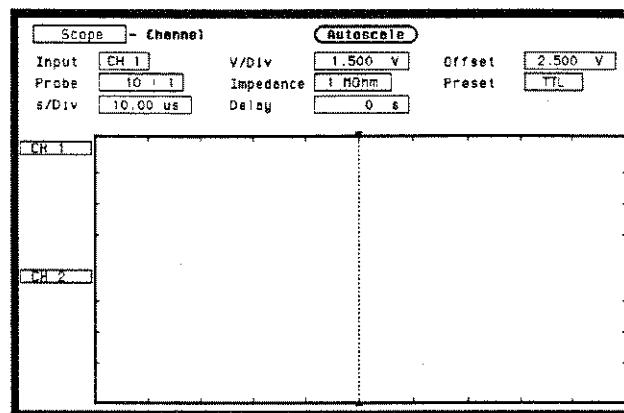 Scope - Channel Autoscale
Input CH 1 V/Div 1.500 V Offset 2.500 V
Probe 10 : 1 Impedance 1 MOhm Preset TTL
s/Div 10.00 us Delay 0 s
CH 1
CH 2